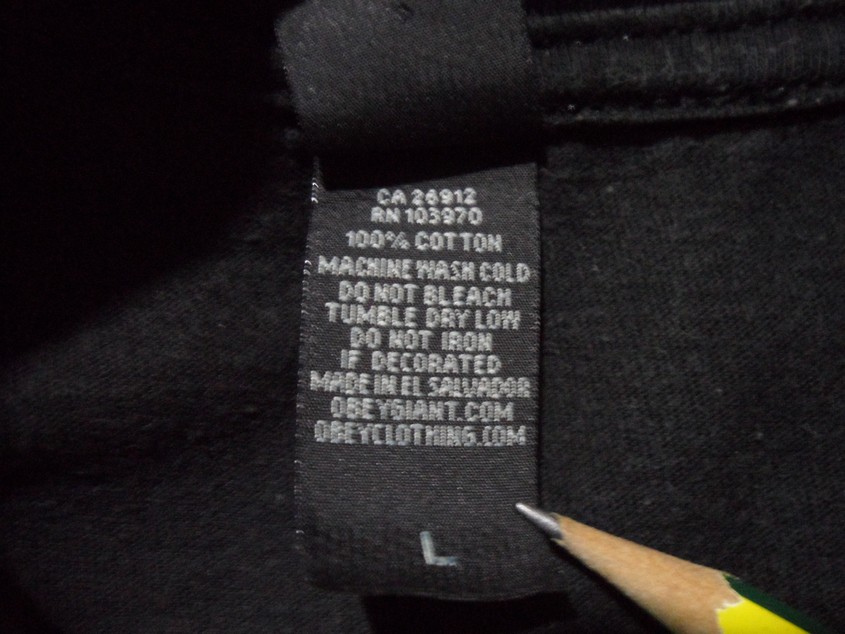 CA 26912
RN 103970
100% COTTON
MACHINE WASH COLD
DO NOT BLEACH
TUMBLE DRY LOW
DO NOT IRON
IF DECORATED
MADE IN EL SALVADOR
OBEYGIANT.COM
OBEYCLOTHING.COM
L